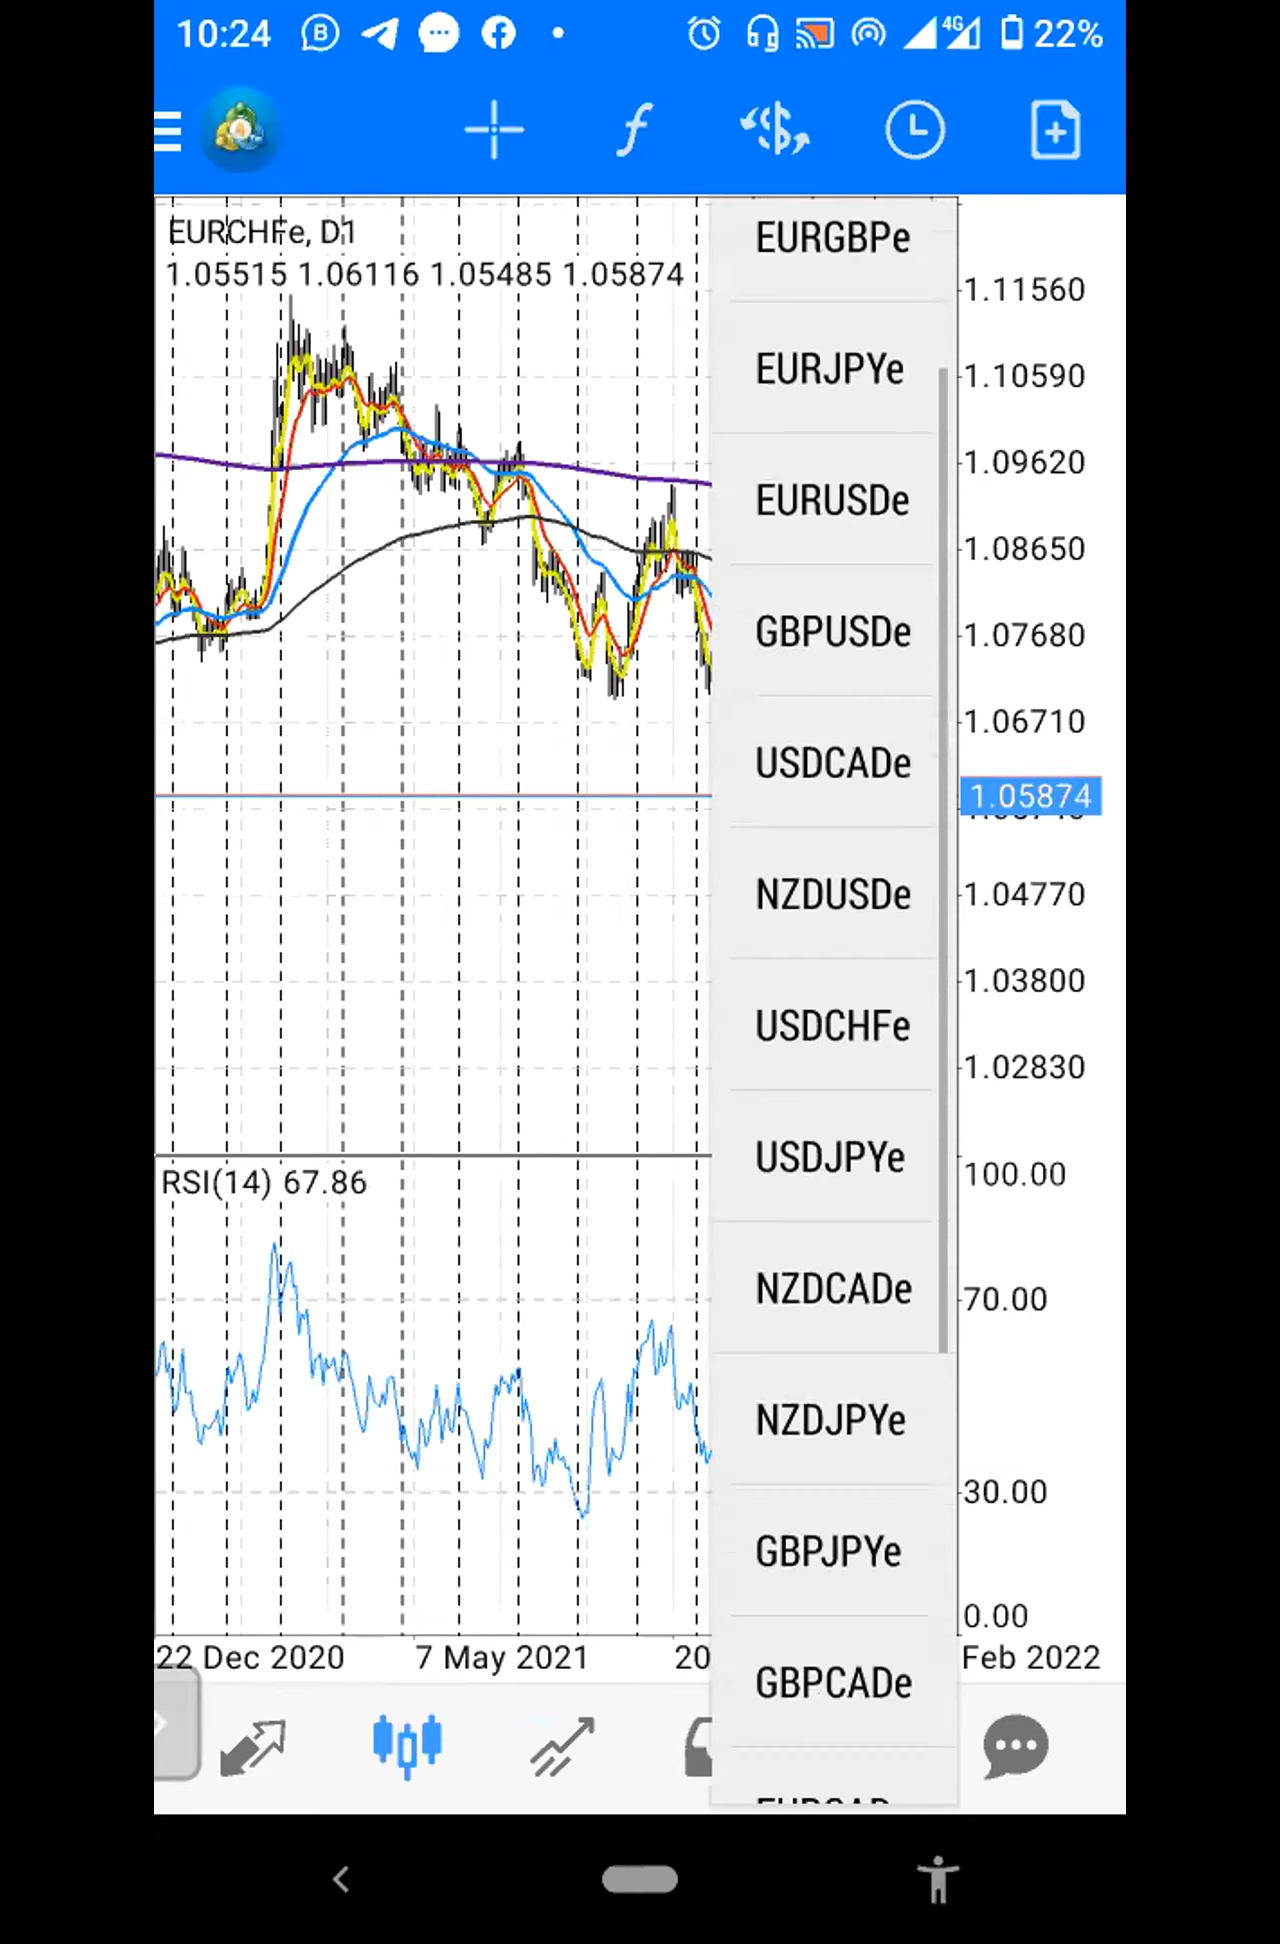 10:24
4G
22%
EURCHFe, D1
1.05515 1.06116 1.05485 1.05874
EURGBPe
EURJPYe
EURUSDe
GBPUSDe
USDCADe
NZDUSDe
USDCHFe
USDJPYe
NZDCADe
NZDJPYe
GBPJPYe
GBPCADe
1.11560
1.10590
1.09620
1.08650
1.07680
1.06710
1.05874
1.04770
1.03800
1.02830
RSI(14) 67.86
100.00
70.00
30.00
0.00
22 Dec 2020
7 May 2021
20
Feb 2022